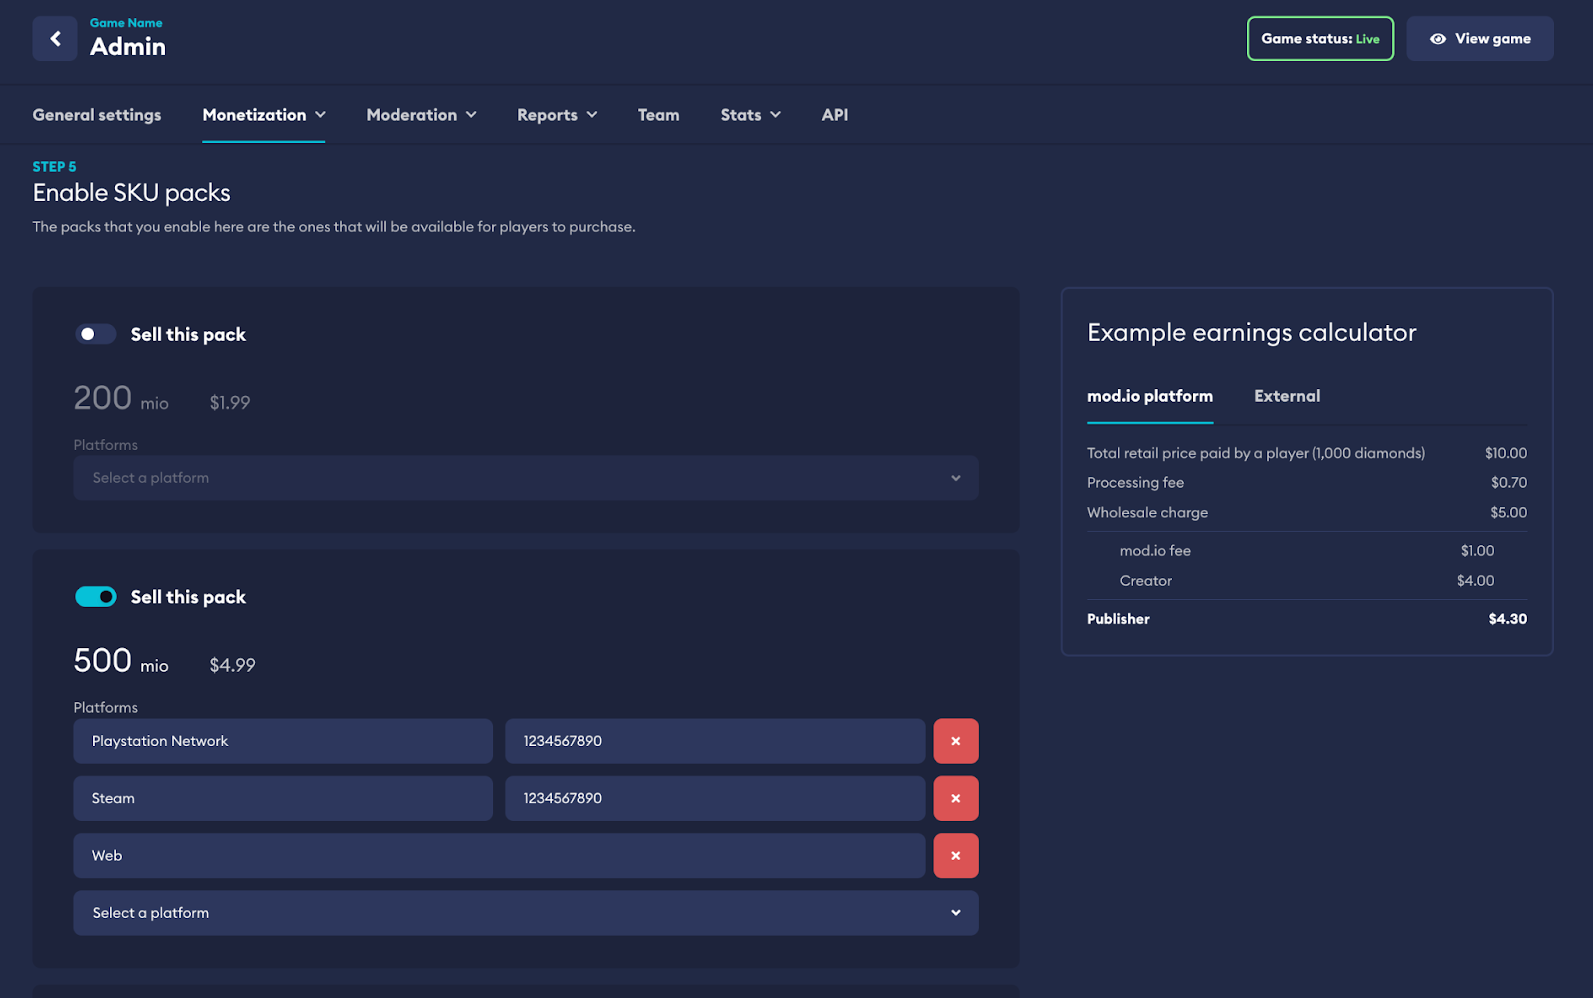 Game Name
Admin
Game status: Live
View game
General settings
Monetization
Moderation
Reports
Team
Stats
API
STEP 5
Enable SKU packs
The packs that you enable here are the ones that will be available for players to purchase.
Sell this pack
200 mio $1.99
Platforms
Select a platform
Sell this pack
500 mio $4.99
Platforms
Playstation Network 1234567890
Steam 1234567890
Web
Select a platform
Example earnings calculator
mod.io platform External
Total retail price paid by a player (1,000 diamonds) $10.00
Processing fee $0.70
Wholesale charge $5.00
mod.io fee $1.00
Creator $4.00
Publisher $4.30